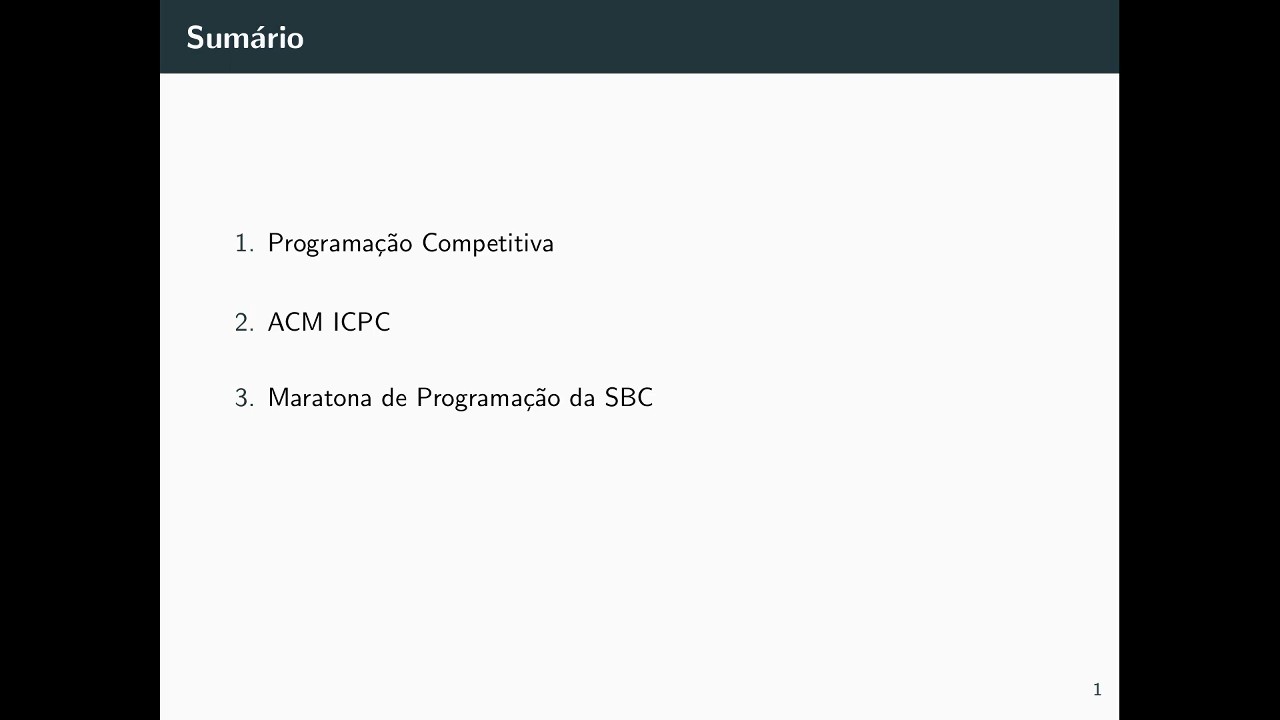 Sumário
1. Programação Competitiva
2. ACM ICPC
3. Maratona de Programação da SBC
1